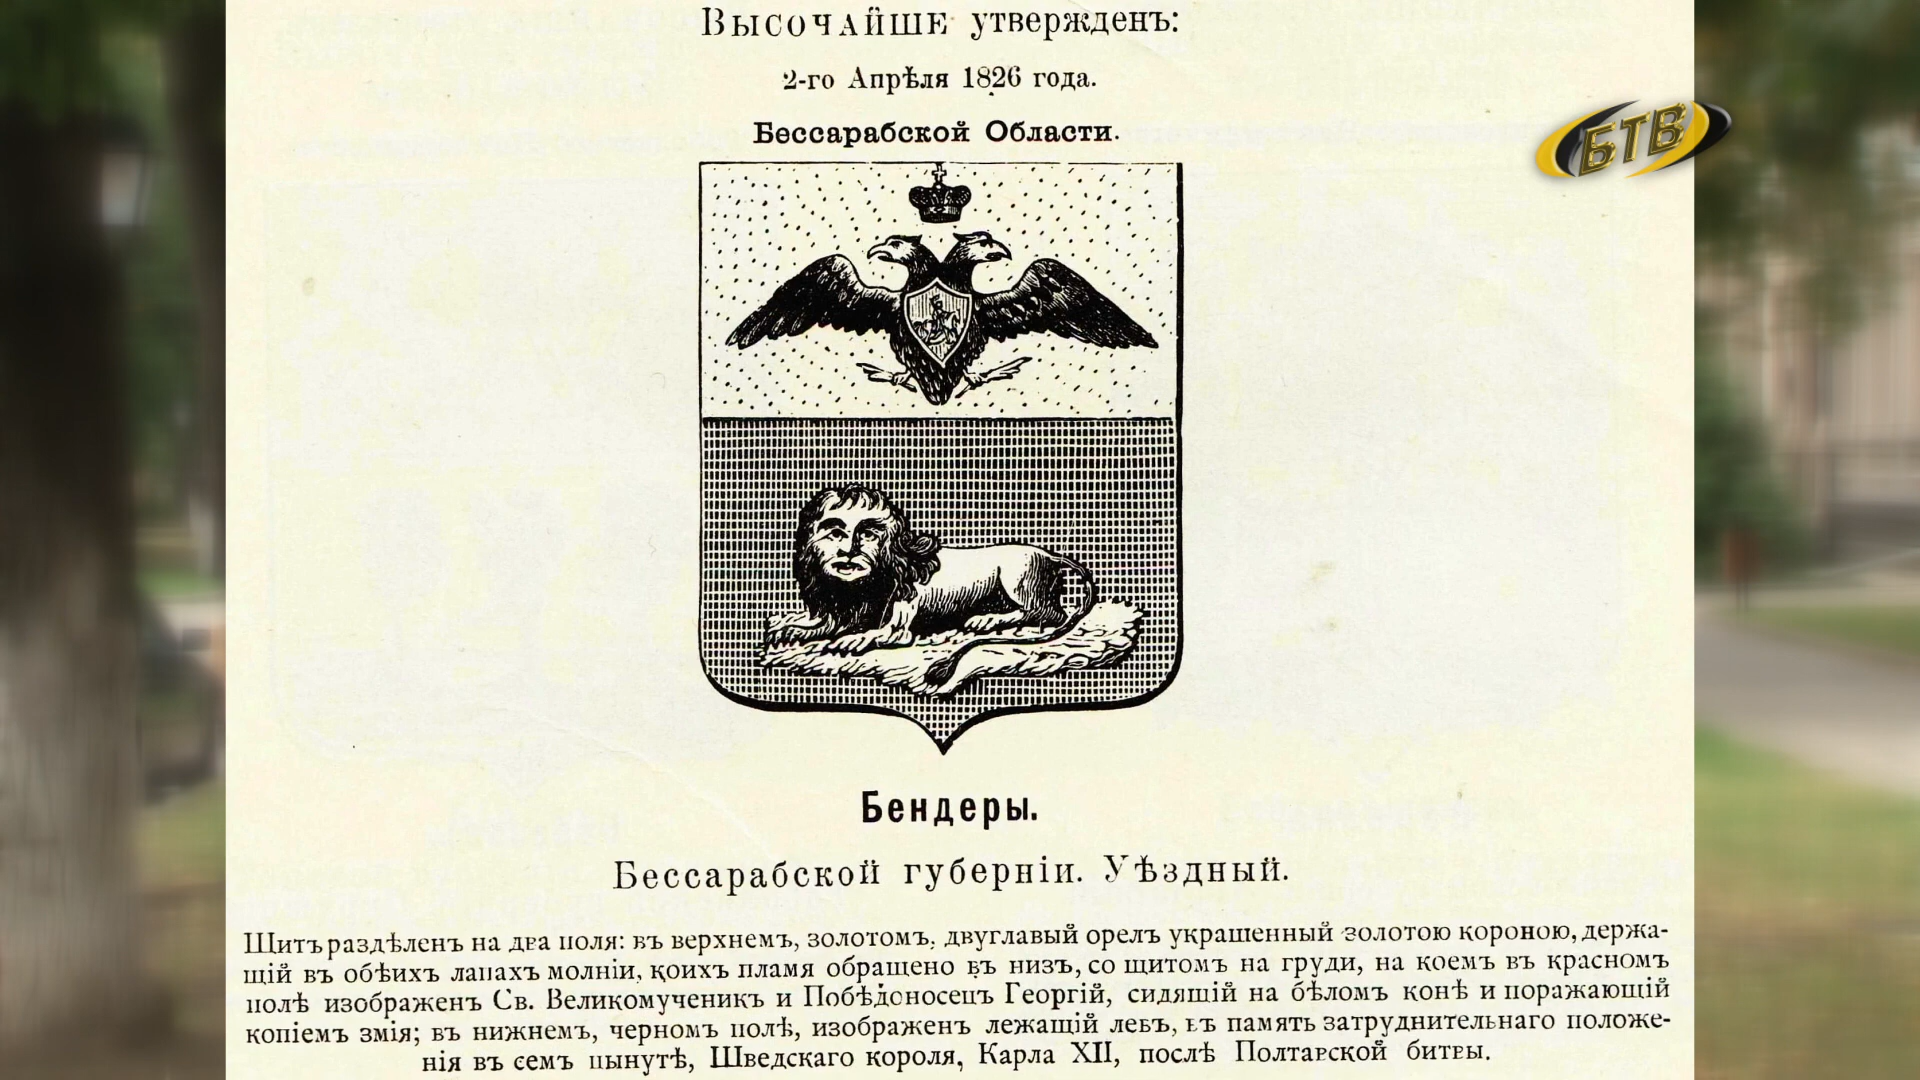 Высочайше утвержденъ:
2-го Апрѣля 1826 года.
Бессарабской Области.
БТВ
Бендеры.
Бессарабской губерніи. Уѣздный.
Щитъ раздѣленъ на два поля: въ верхнемъ, золотомъ, двуглавый орелъ украшенный золотою короною, держа-
щій въ обѣихъ лапахъ молніи, коихъ пламя обращено въ низъ, со щитомъ на груди, на коемъ въ красномъ
полѣ изображенъ Св. Великомученикъ и Побѣдоносецъ Георгій, сидящій на бѣломъ конѣ и поражающій
копіемъ змія; въ нижнемъ, черномъ полѣ, изображенъ лежащій левъ, въ память затруднительнаго положе-
нія въ семъ цынутѣ, Шведскаго короля, Карла XII, послѣ Полтавской битвы.